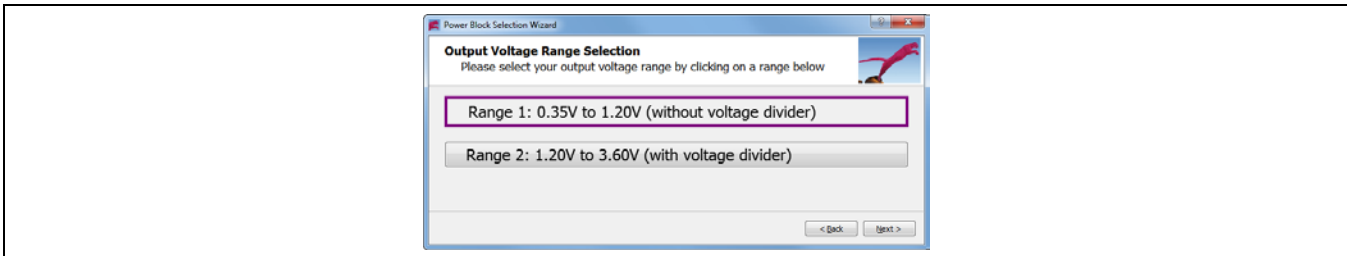 Power Block Selection Wizard
Output Voltage Range Selection
Please select your output voltage range by clicking on a range below
Range 1: 0.35V to 1.20V (without voltage divider)
Range 2: 1.20V to 3.60V (with voltage divider)
< Back Next >